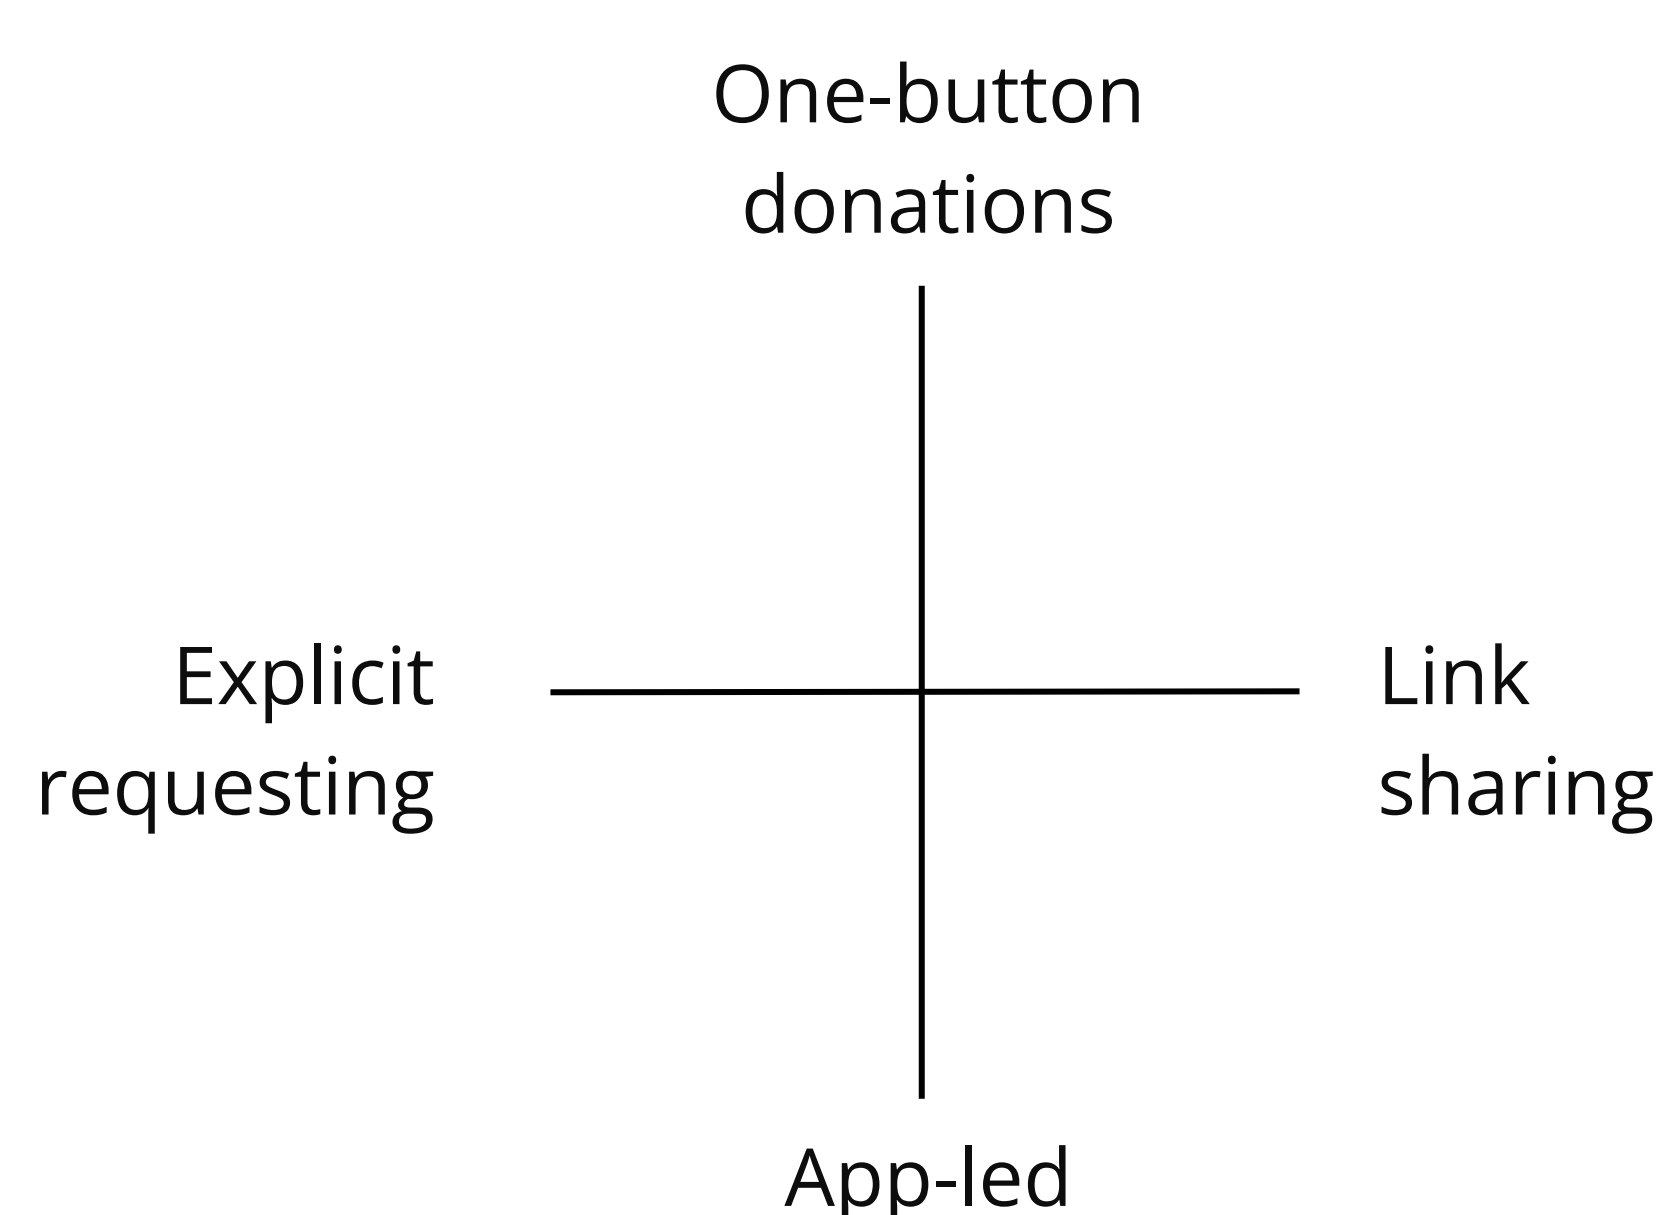 One-button
donations
Explicit
requesting
Link
sharing
App-led